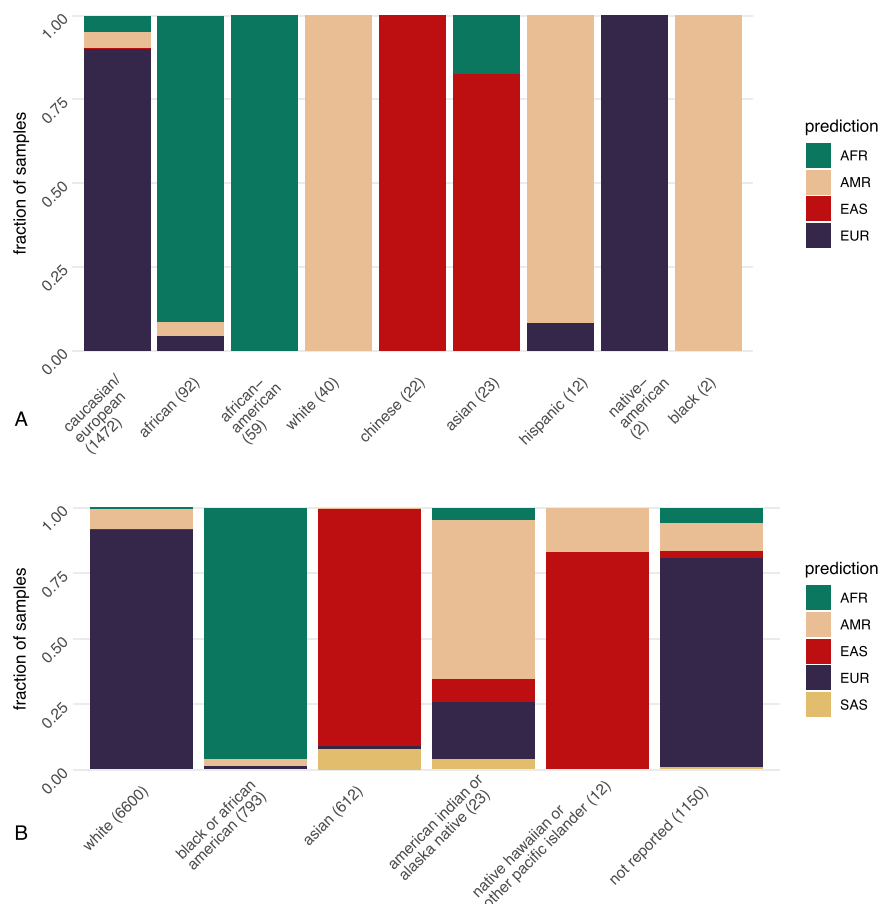 fraction of samples
1.00
0.75
0.50
0.25
0.00
caucasian/
european
(1472)
african (92)
african–
american
(59)
white (40)
chinese (22)
asian (23)
hispanic (12)
native–
american
(2)
black (2)
prediction
AFR
AMR
EAS
EUR
A
fraction of samples
1.00
0.75
0.50
0.25
0.00
white (6600)
black or african
american (793)
asian (612)
american indian or
alaska native (23)
native hawaiian or
other pacific islander (12)
not reported (1150)
prediction
AFR
AMR
EAS
EUR
SAS
B